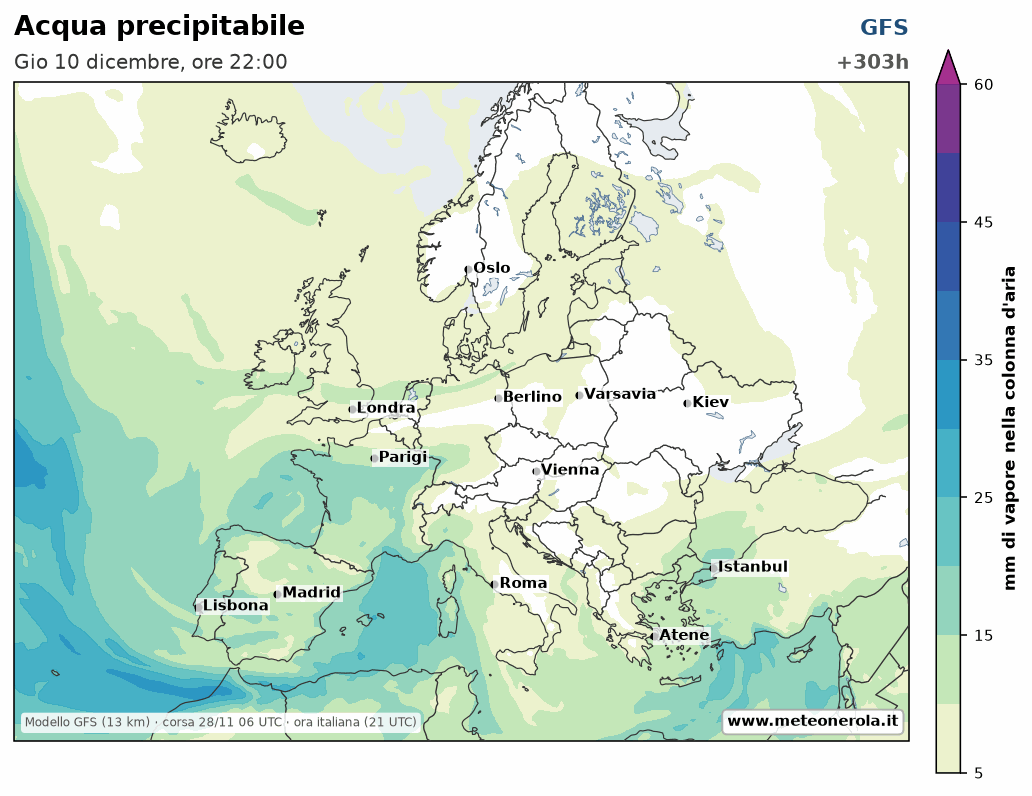 Acqua precipitabile
GFS
Gio 10 dicembre, ore 22:00
+303h
60
45
35
25
15
5
mm di vapore nella colonna d'aria
Oslo
Londra
Berlino
Varsavia
Kiev
Parigi
Vienna
Istanbul
Roma
Madrid
Lisbona
Atene
Modello GFS (13 km) · corsa 28/11 06 UTC · ora italiana (21 UTC)
www.meteonerola.it